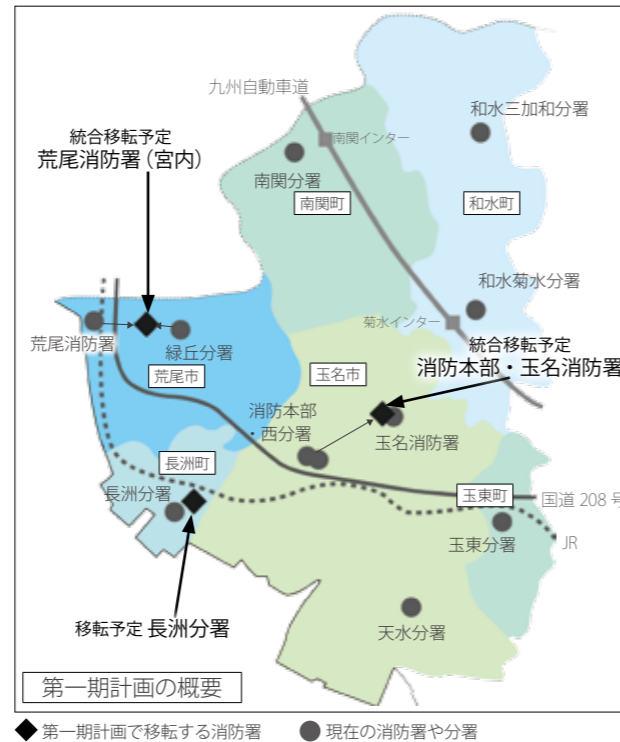 九州自動車道
和水三加和分署
統合移転予定
荒尾消防署（宮内）
南関インター
南関分署
南関町
和水町
和水菊水分署
菊水インター
荒尾消防署
緑丘分署
荒尾市
統合移転予定
消防本部・玉名消防署
玉名市
消防本部
・西分署
玉名消防署
長洲町
長洲分署
玉東町
国道 208 号
玉東分署
JR
移転予定 長洲分署
天水分署
第一期計画の概要
◆ 第一期計画で移転する消防署
● 現在の消防署や分署